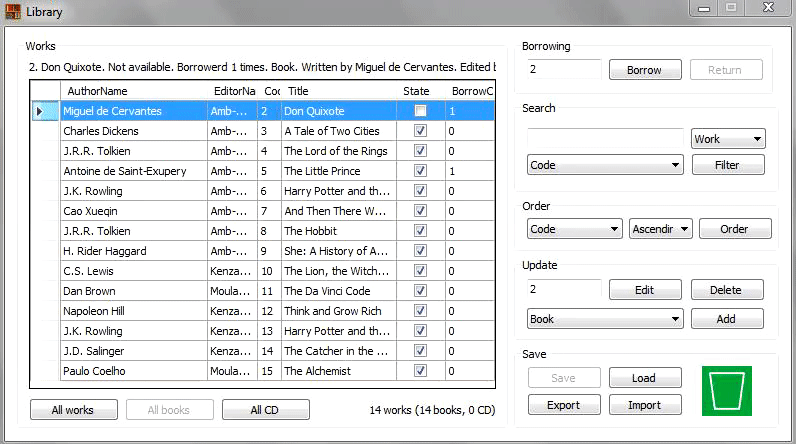 Library
Works
2. Don Quixote. Not available. Borrowerd 1 times. Book. Written by Miguel de Cervantes. Edited b
AuthorName EditorNa Coc Title State BorrowC
Miguel de Cervantes Amb-... 2 Don Quixote 1
Charles Dickens Amb-... 3 A Tale of Two Cities 0
J.R.R. Tolkien Amb-... 4 The Lord of the Rings 0
Antoine de Saint-Exupery Amb-... 5 The Little Prince 1
J.K. Rowling Amb-... 6 Harry Potter and th... 0
Cao Xueqin Amb-... 7 And Then There W... 0
J.R.R. Tolkien Amb-... 8 The Hobbit 0
H. Rider Haggard Amb-... 9 She: A History of A... 0
C.S. Lewis Kenza... 10 The Lion, the Witch... 0
Dan Brown Moula... 11 The Da Vinci Code 0
Napoleon Hill Kenza... 12 Think and Grow Rich 0
J.K. Rowling Kenza... 13 Harry Potter and th... 0
J.D. Salinger Kenza... 14 The Catcher in the ... 0
Paulo Coelho Moula... 15 The Alchemist 0
All works All books All CD 14 works (14 books, 0 CD)
Borrowing
2 Borrow Return
Search
Work
Code Filter
Order
Code Ascendir Order
Update
2 Edit Delete
Book Add
Save
Save Load
Export Import